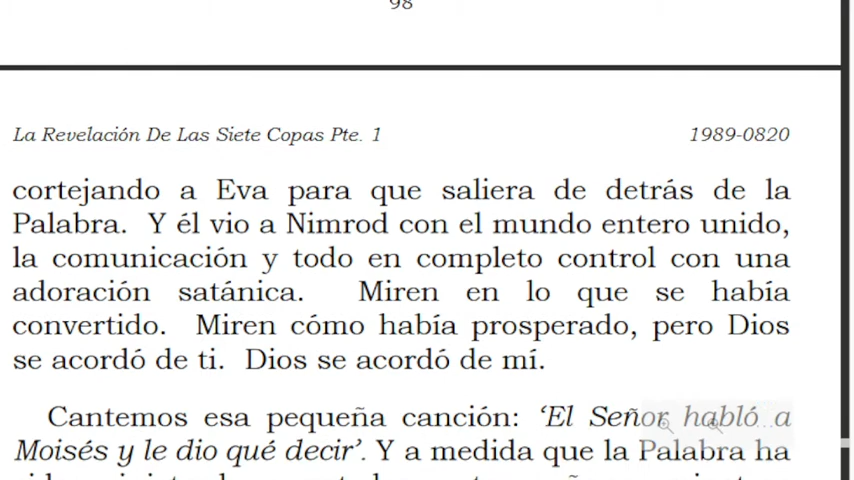 98
La Revelación De Las Siete Copas Pte. 1 1989-0820
cortejando a Eva para que saliera de detrás de la
Palabra. Y él vio a Nimrod con el mundo entero unido,
la comunicación y todo en completo control con una
adoración satánica. Miren en lo que se había
convertido. Miren cómo había prosperado, pero Dios
se acordó de ti. Dios se acordó de mí.
Cantemos esa pequeña canción: ‘El Señor habló a
Moisés y le dio qué decir’. Y a medida que la Palabra ha